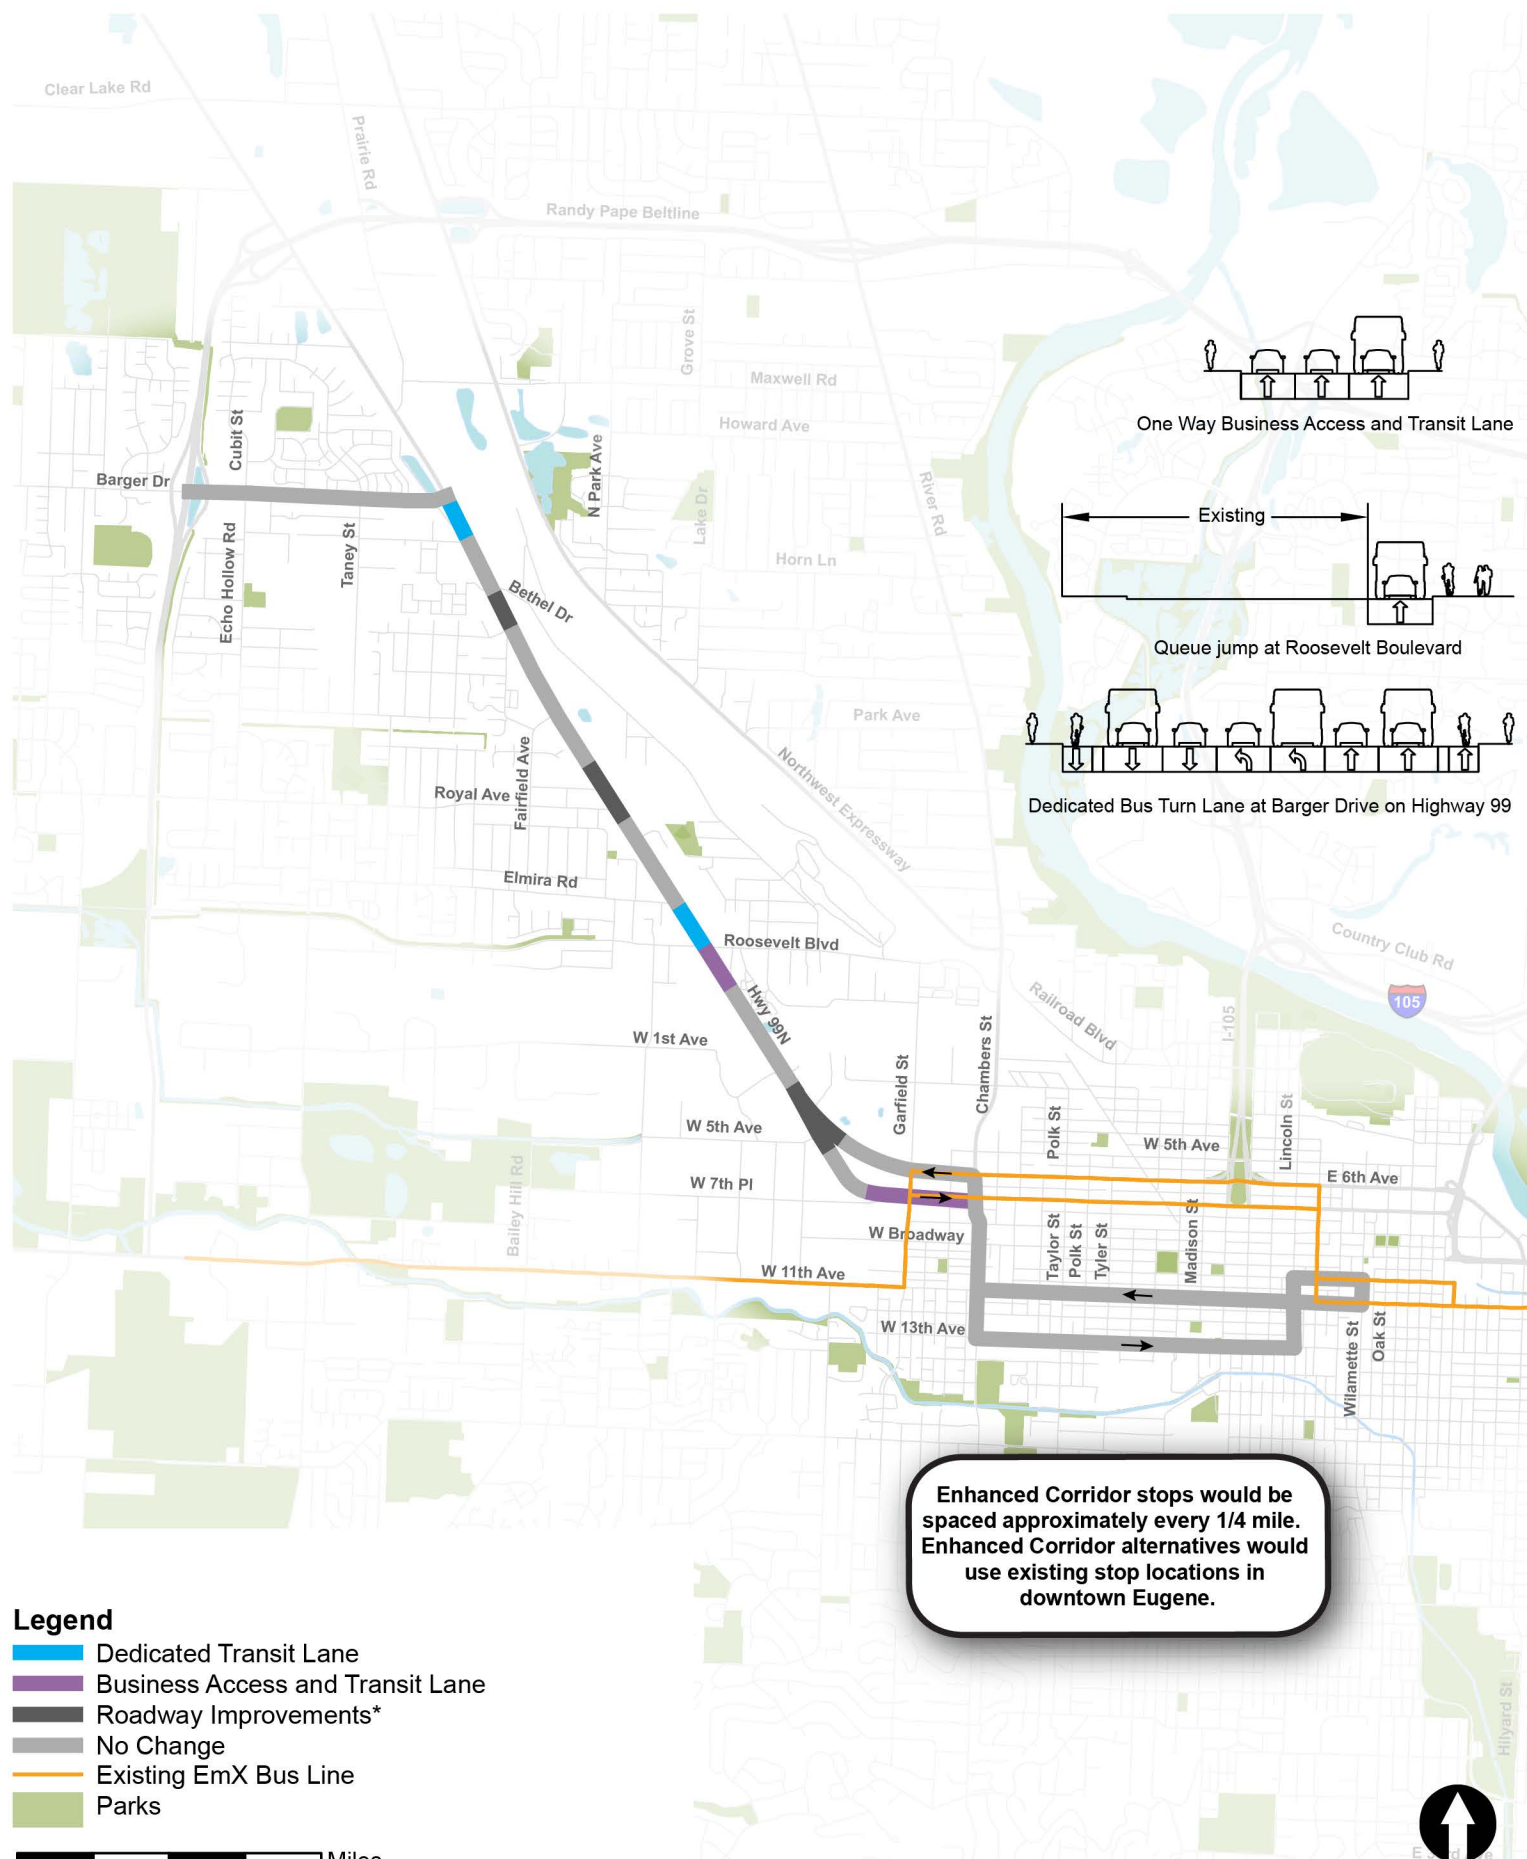 Clear Lake Rd
Prairie Rd
Randy Pape Beltline
Grove St
Maxwell Rd
Howard Ave
One Way Business Access and Transit Lane
Cubit St
Barger Dr
N Park Ave
Lake Dr
River Rd
Existing
Echo Hollow Rd
Taney St
Horn Ln
Bethel Dr
Queue jump at Roosevelt Boulevard
Park Ave
Northwest Expressway
Fairfield Ave
Royal Ave
Dedicated Bus Turn Lane at Barger Drive on Highway 99
Elmira Rd
Roosevelt Blvd
Country Club Rd
105
Hwy 99N
Railroad Blvd
I-105
W 1st Ave
Chambers St
Garfield St
Polk St
Lincoln St
W 5th Ave
W 5th Ave
E 6th Ave
W 7th Pl
Bailey Hill Rd
W Broadway
Taylor St
Polk St
Tyler St
Madison St
W 11th Ave
W 13th Ave
Wilamette St
Oak St
Enhanced Corridor stops would be
spaced approximately every 1/4 mile.
Enhanced Corridor alternatives would
use existing stop locations in
downtown Eugene.
Legend
Dedicated Transit Lane
Business Access and Transit Lane
Roadway Improvements*
No Change
Existing EmX Bus Line
Parks
Miles
Hilyard St